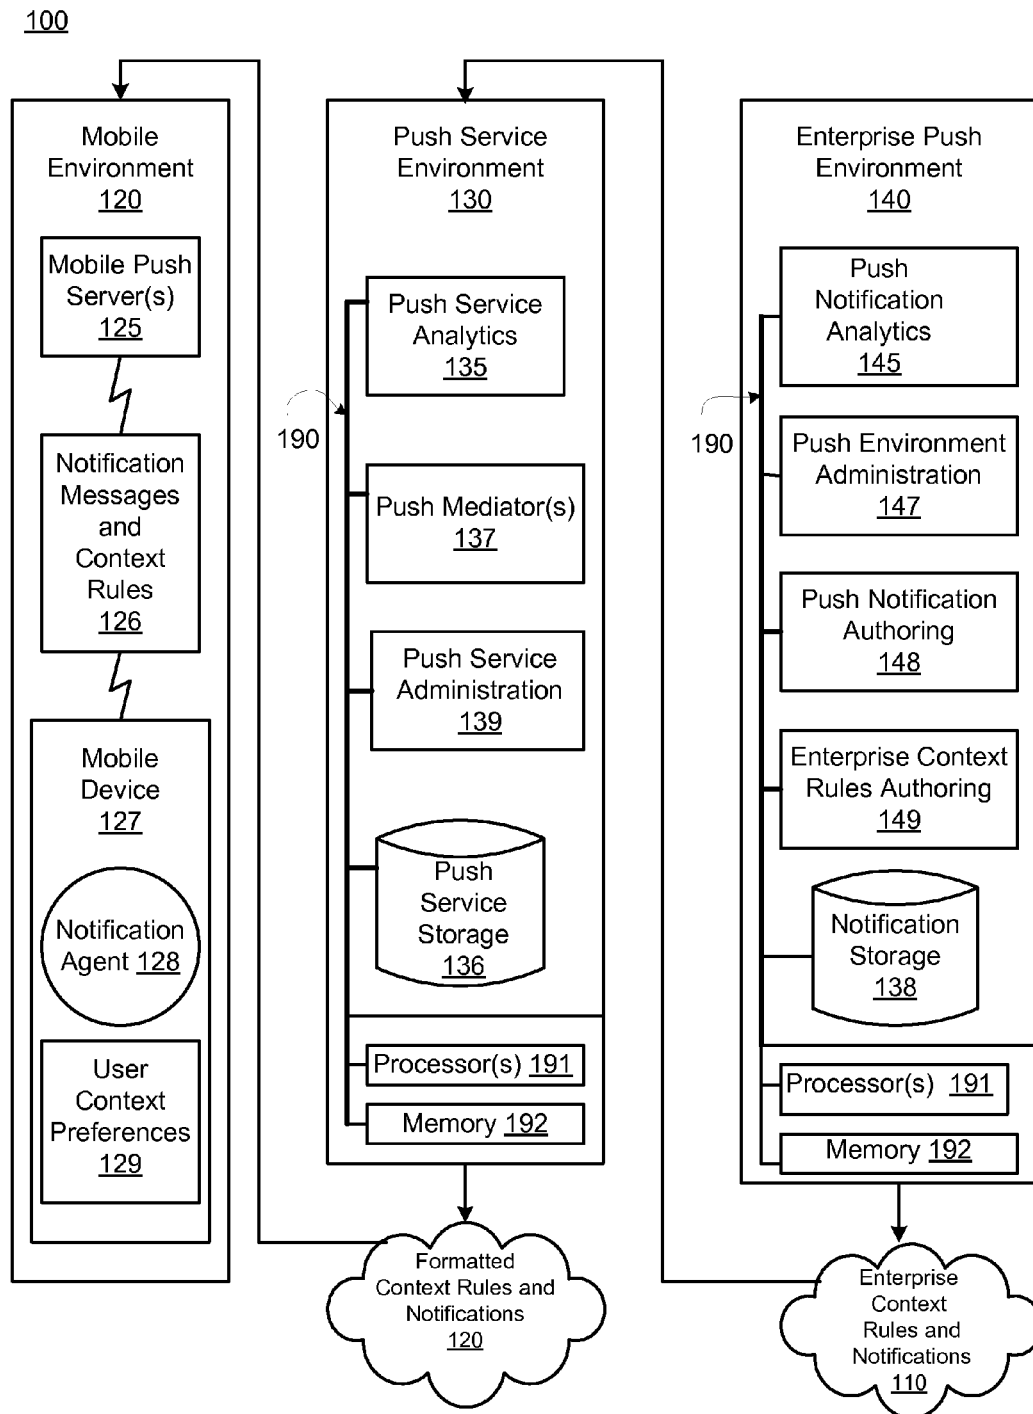 100
Mobile
Environment
120
Mobile Push
Server(s)
125
Notification
Messages
and
Context
Rules
126
Mobile
Device
127
Notification
Agent 128
User
Context
Preferences
129
Push Service
Environment
130
Push Service
Analytics
135
190
Push Mediator(s)
137
Push Service
Administration
139
Push
Service
Storage
136
Processor(s) 191
Memory 192
Formatted
Context Rules and
Notifications
120
Enterprise Push
Environment
140
Push
Notification
Analytics
145
190
Push Environment
Administration
147
Push Notification
Authoring
148
Enterprise Context
Rules Authoring
149
Notification
Storage
138
Processor(s) 191
Memory 192
Enterprise
Context
Rules and
Notifications
110